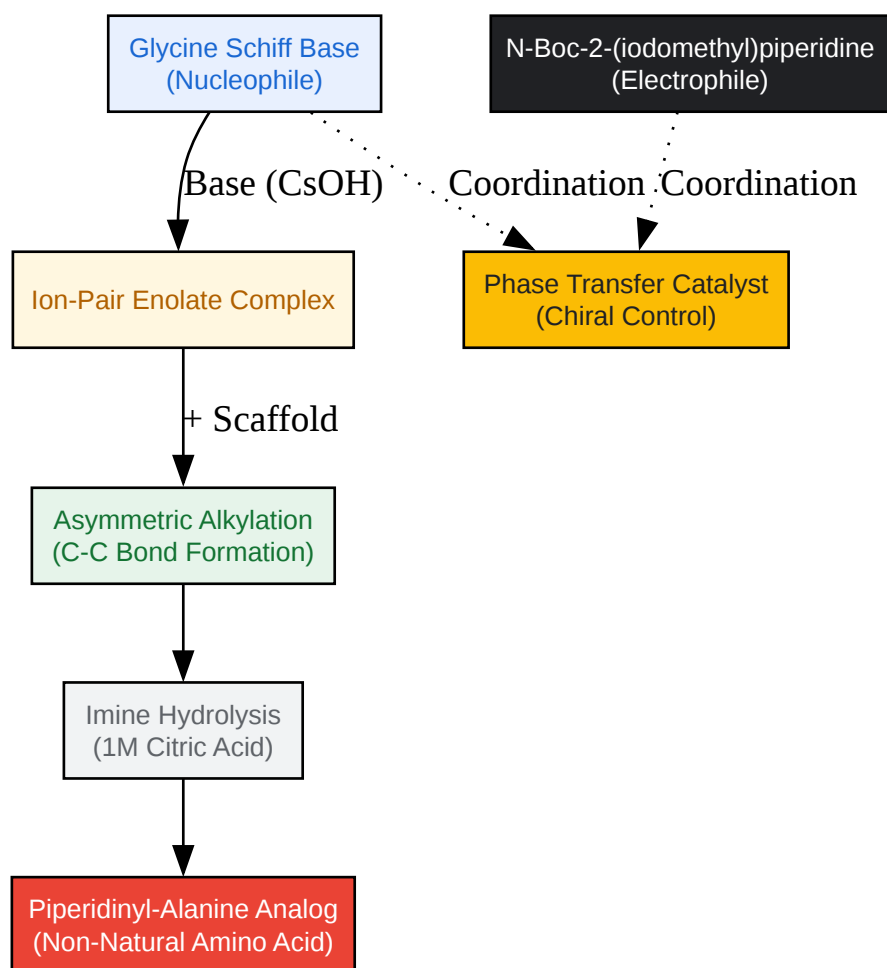 Glycine Schiff Base
(Nucleophile)
N-Boc-2-(iodomethyl)piperidine
(Electrophile)
Base (CsOH)
Coordination
Coordination
Ion-Pair Enolate Complex
Phase Transfer Catalyst
(Chiral Control)
+ Scaffold
Asymmetric Alkylation
(C-C Bond Formation)
Imine Hydrolysis
(1M Citric Acid)
Piperidinyl-Alanine Analog
(Non-Natural Amino Acid)